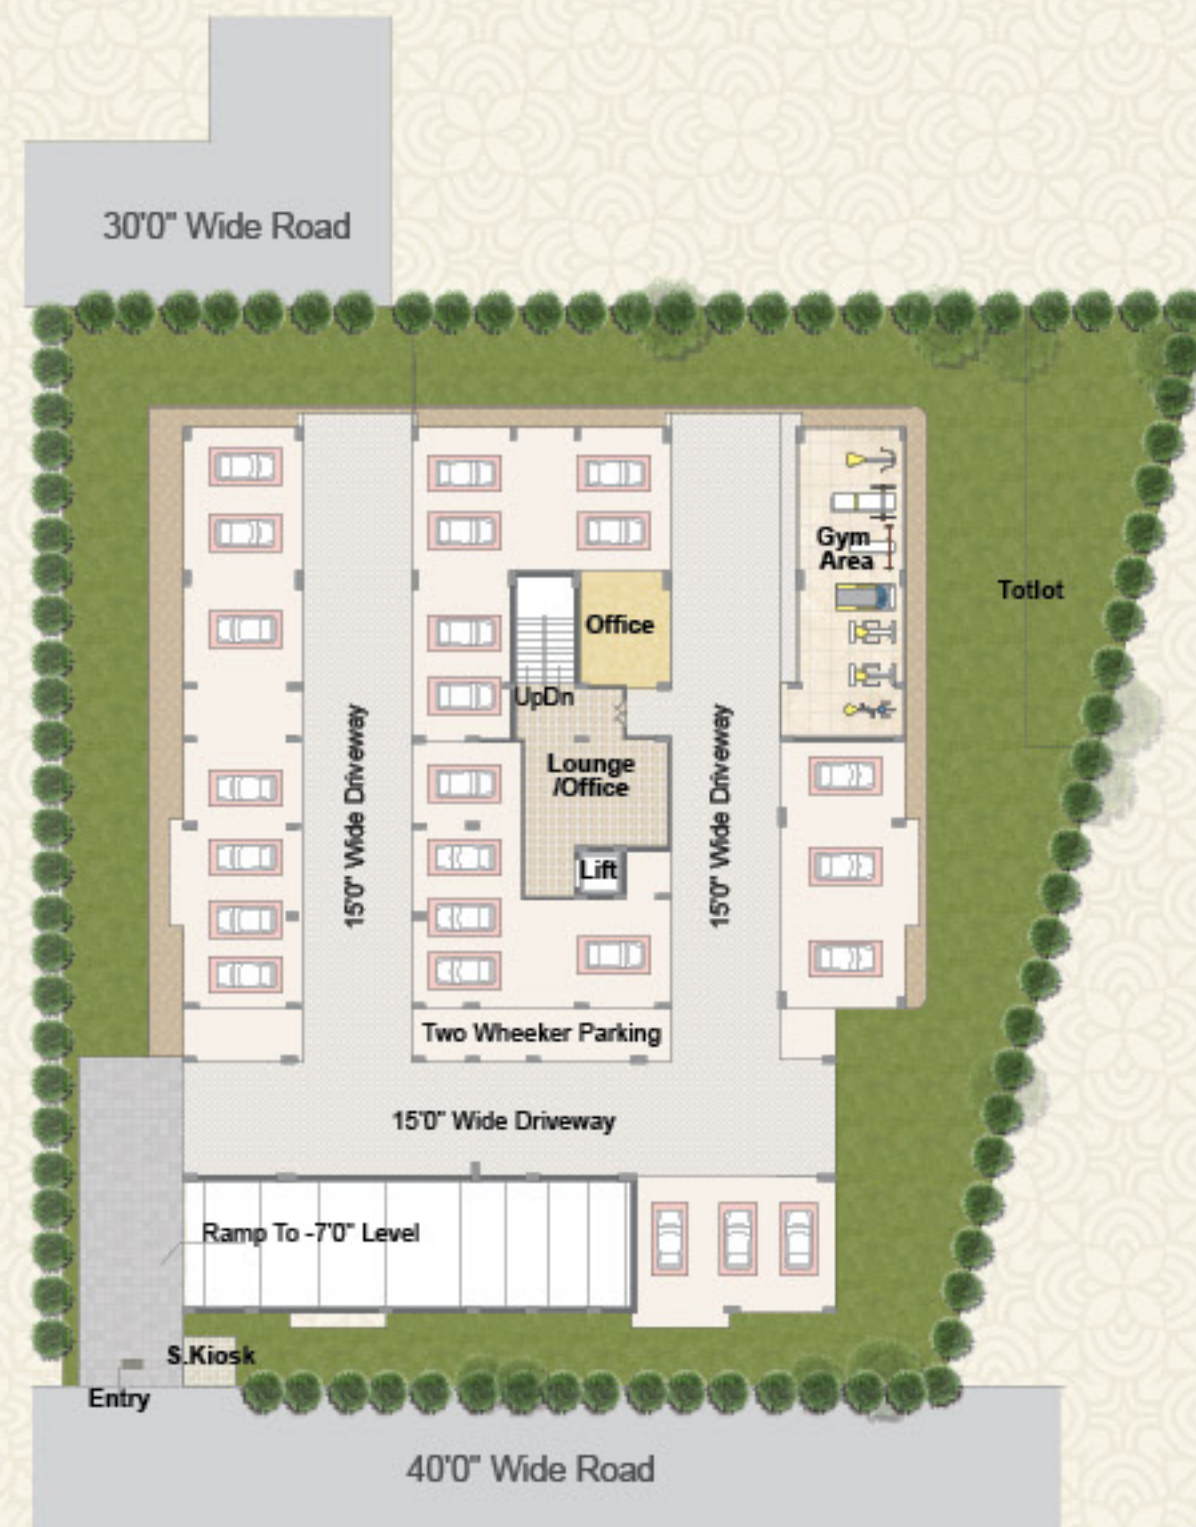 30'0" Wide Road
Gym
Area
Totlot
Office
UpDn
15'0" Wide Driveway
15'0" Wide Driveway
Lounge
/Office
Lift
Two Wheeker Parking
15'0" Wide Driveway
Ramp To -7'0" Level
S.Kiosk
Entry
40'0" Wide Road